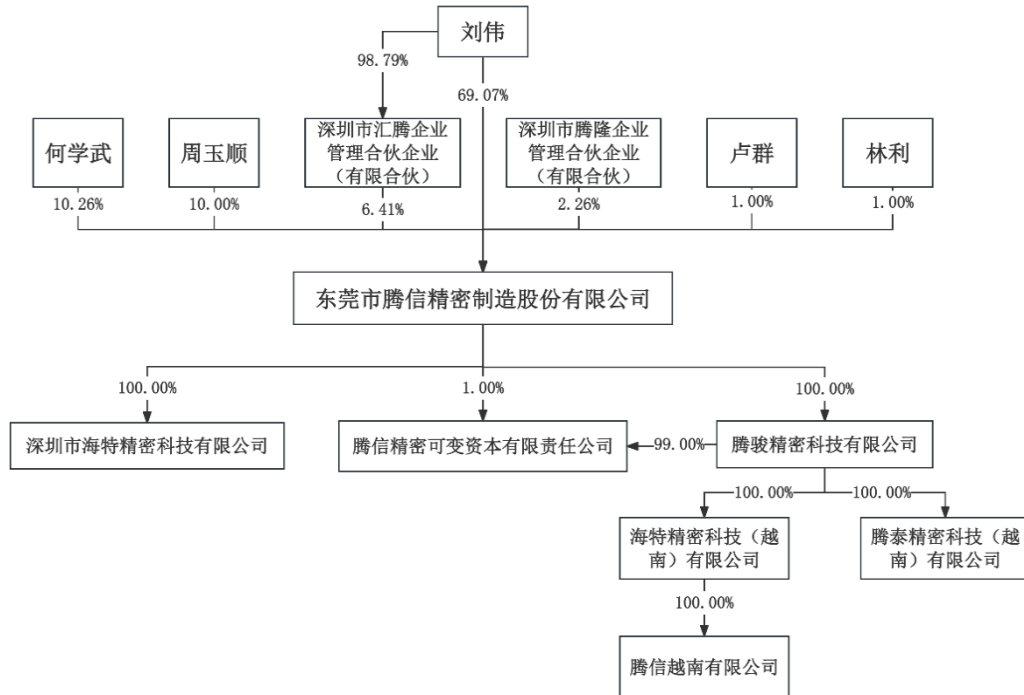 刘伟
98.79%
69.07%
何学武
周玉顺
深圳市汇腾企业
管理合伙企业
（有限合伙）
深圳市腾隆企业
管理合伙企业
（有限合伙）
卢群
林利
10.26%
10.00%
6.41%
2.26%
1.00%
1.00%
东莞市腾信精密制造股份有限公司
100.00%
1.00%
100.00%
深圳市海特精密科技有限公司
腾信精密可变资本有限责任公司
99.00%
腾骏精密科技有限公司
100.00%
100.00%
海特精密科技（越
南）有限公司
腾泰精密科技（越
南）有限公司
100.00%
腾信越南有限公司